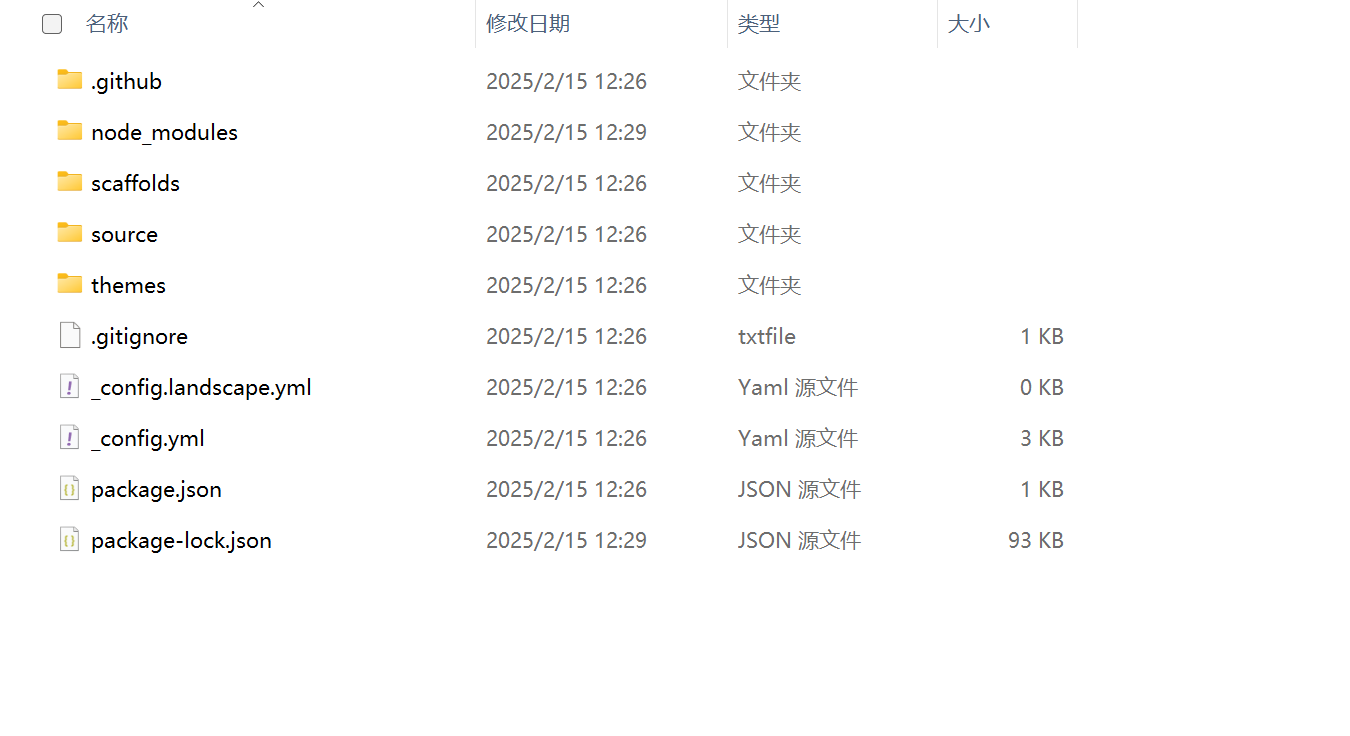 名称 修改日期 类型 大小
.github 2025/2/15 12:26 文件夹
node_modules 2025/2/15 12:29 文件夹
scaffolds 2025/2/15 12:26 文件夹
source 2025/2/15 12:26 文件夹
themes 2025/2/15 12:26 文件夹
.gitignore 2025/2/15 12:26 txtfile 1 KB
_config.landscape.yml 2025/2/15 12:26 Yaml 源文件 0 KB
_config.yml 2025/2/15 12:26 Yaml 源文件 3 KB
package.json 2025/2/15 12:26 JSON 源文件 1 KB
package-lock.json 2025/2/15 12:29 JSON 源文件 93 KB